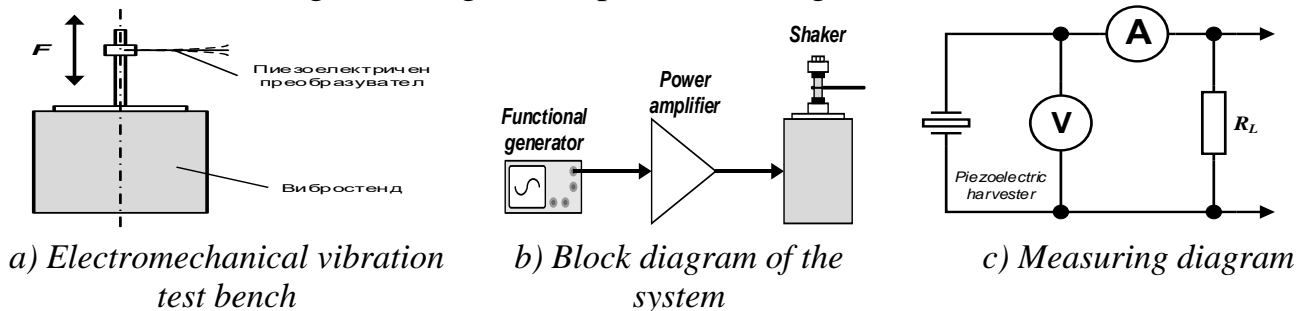 F
Пиезоелектричен
преобразувател
Вибростенд
a) Electromechanical vibration
test bench
Shaker
Power
amplifier
Functional
generator
b) Block diagram of the
system
A
V
R_L
Piezoelectric
harvester
c) Measuring diagram